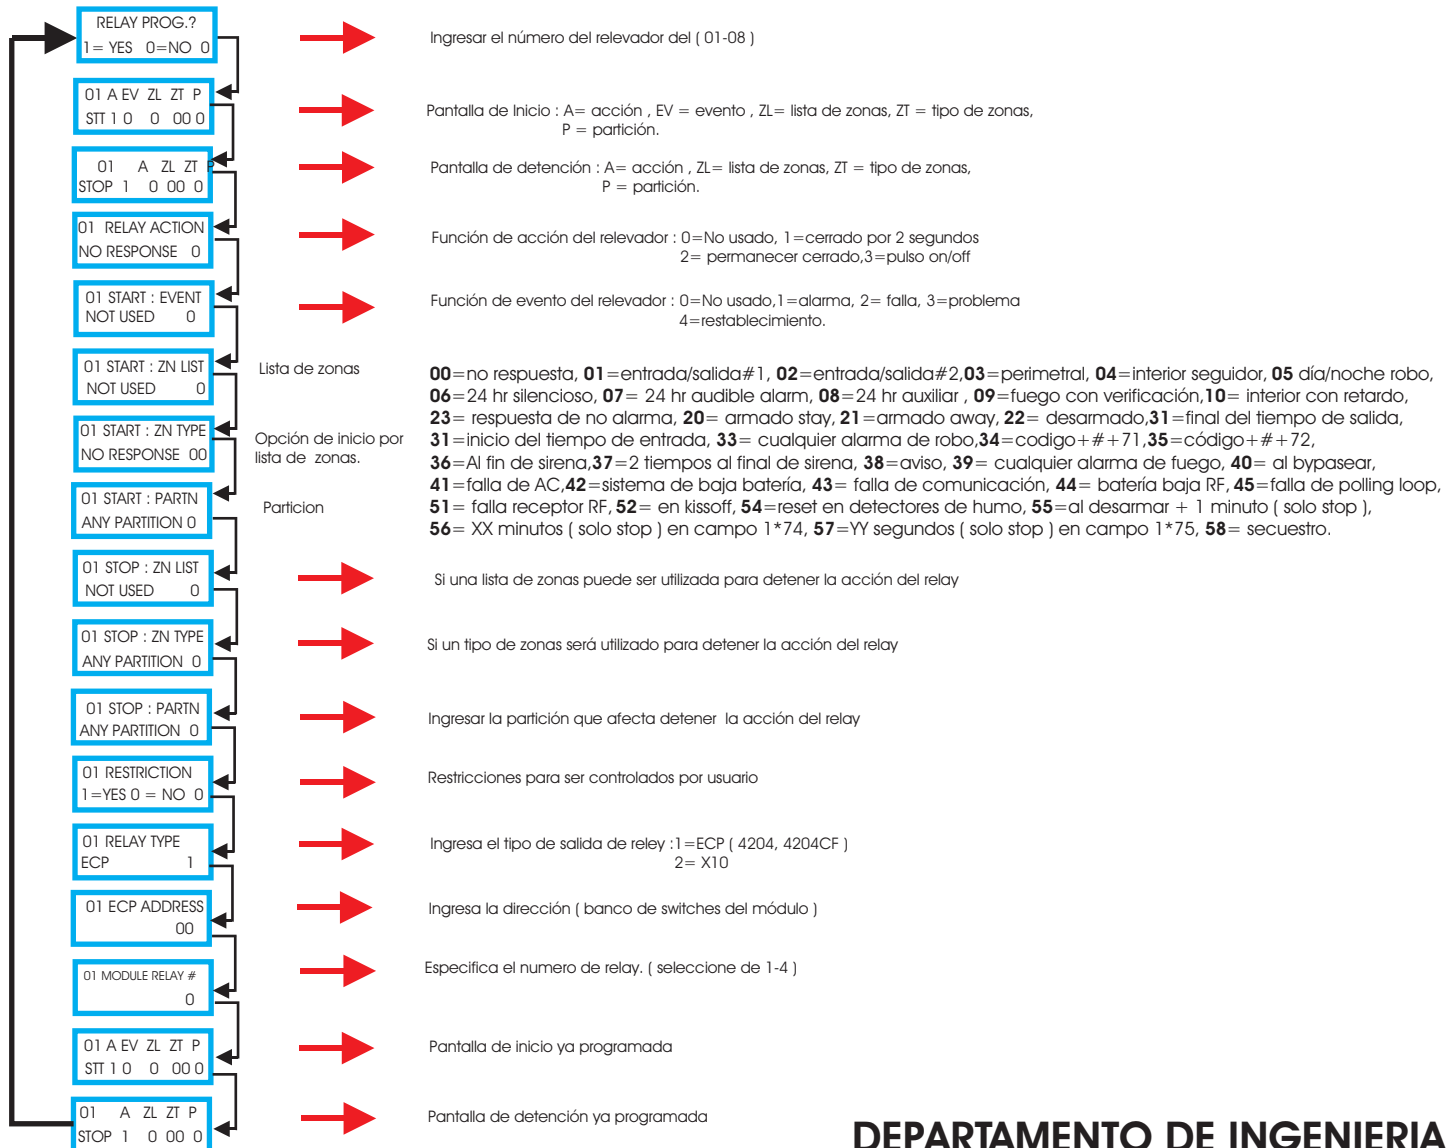 RELAY PROG.?
1= YES 0=NO 0
Ingresar el número del relevador del ( 01-08 )
01 A EV ZL ZT P
STT 1 0 0 00 0
Pantalla de Inicio : A= acción , EV = evento , ZL= lista de zonas, ZT = tipo de zonas,
P = partición.
01 A ZL ZT P
STOP 1 0 00 0
Pantalla de detención : A= acción , ZL= lista de zonas, ZT = tipo de zonas,
P = partición.
01 RELAY ACTION
NO RESPONSE 0
Función de acción del relevador : 0=No usado, 1=cerrado por 2 segundos
2= permanecer cerrado,3=pulso on/off
01 START : EVENT
NOT USED 0
Función de evento del relevador : 0=No usado,1=alarma, 2= falla, 3=problema
4=restablecimiento.
01 START : ZN LIST
NOT USED 0
Lista de zonas
01 START : ZN TYPE
NO RESPONSE 00
Opción de inicio por
lista de zonas.
01 START : PARTN
ANY PARTITION 0
Particion
00=no respuesta, 01=entrada/salida#1, 02=entrada/salida#2,03=perimetral, 04=interior seguidor, 05 día/noche robo,
06=24 hr silencioso, 07= 24 hr audible alarm, 08=24 hr auxiliar , 09=fuego con verificación,10= interior con retardo,
23= respuesta de no alarma, 20= armado stay, 21=armado away, 22= desarmado,31=final del tiempo de salida,
31=inicio del tiempo de entrada, 33= cualquier alarma de robo,34=codigo+#+71,35=código+#+72,
36=Al fin de sirena,37=2 tiempos al final de sirena, 38=aviso, 39= cualquier alarma de fuego, 40= al bypasear,
41=falla de AC,42=sistema de baja batería, 43= falla de comunicación, 44= batería baja RF, 45=falla de polling loop,
51= falla receptor RF, 52= en kissoff, 54=reset en detectores de humo, 55=al desarmar + 1 minuto ( solo stop ),
56= XX minutos ( solo stop ) en campo 1*74, 57=YY segundos ( solo stop ) en campo 1*75, 58= secuestro.
01 STOP : ZN LIST
NOT USED 0
Si una lista de zonas puede ser utilizada para detener la acción del relay
01 STOP : ZN TYPE
ANY PARTITION 0
Si un tipo de zonas será utilizado para detener la acción del relay
01 STOP : PARTN
ANY PARTITION 0
Ingresar la partición que afecta detener la acción del relay
01 RESTRICTION
1=YES 0 = NO 0
Restricciones para ser controlados por usuario
01 RELAY TYPE
ECP 1
Ingresa el tipo de salida de reley :1=ECP ( 4204, 4204CF )
2= X10
01 ECP ADDRESS
00
Ingresa la dirección ( banco de switches del módulo )
01 MODULE RELAY #
0
Especifica el numero de relay. ( seleccione de 1-4 )
01 A EV ZL ZT P
STT 1 0 0 00 0
Pantalla de inicio ya programada
01 A ZL ZT P
STOP 1 0 00 0
Pantalla de detención ya programada
DEPARTAMENTO DE INGENIERIA